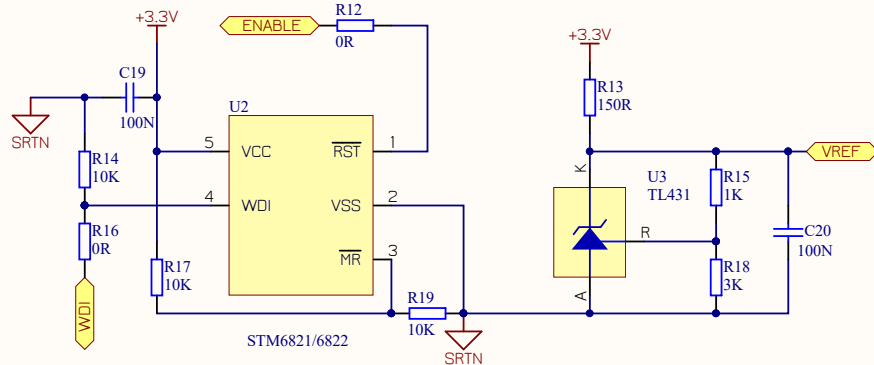 +3.3V
ENABLE
R12
0R
+3.3V
C19
100N
SRTN
R13
150R
U2
5
VCC
RST
1
VREF
R14
10K
K
U3
TL431
R15
1K
4
WDI
VSS
2
R16
0R
R
C20
100N
MR
3
R17
10K
R18
3K
WDI
A
R19
10K
STM6821/6822
SRTN